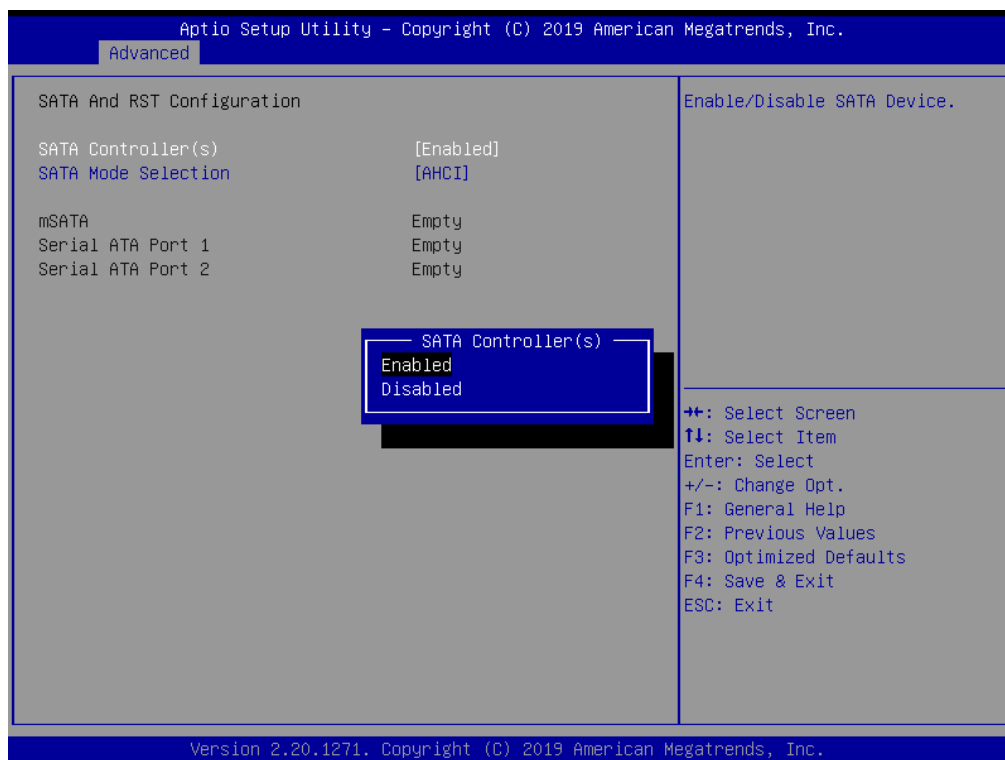 Aptio Setup Utility – Copyright (C) 2019 American Megatrends, Inc.
Advanced
SATA And RST Configuration
SATA Controller(s) [Enabled]
SATA Mode Selection [AHCI]
mSATA Empty
Serial ATA Port 1 Empty
Serial ATA Port 2 Empty
SATA Controller(s)
Enabled
Disabled
Enable/Disable SATA Device.
→←: Select Screen
↑↓: Select Item
Enter: Select
+/-: Change Opt.
F1: General Help
F2: Previous Values
F3: Optimized Defaults
F4: Save & Exit
ESC: Exit
Version 2.20.1271. Copyright (C) 2019 American Megatrends, Inc.